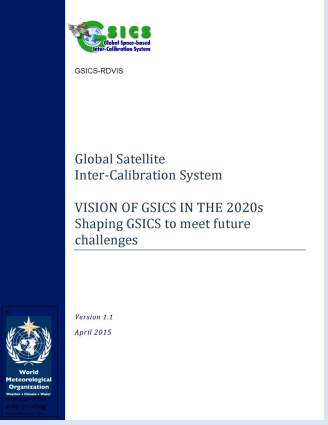 GSICS
Global Space-based
Inter-Calibration System
GSICS-RDVIS
Global Satellite
Inter-Calibration System
VISION OF GSICS IN THE 2020s
Shaping GSICS to meet future
challenges
Version 1.1
April 2015
World
Meteorological
Organization
Weather • Climate • Water